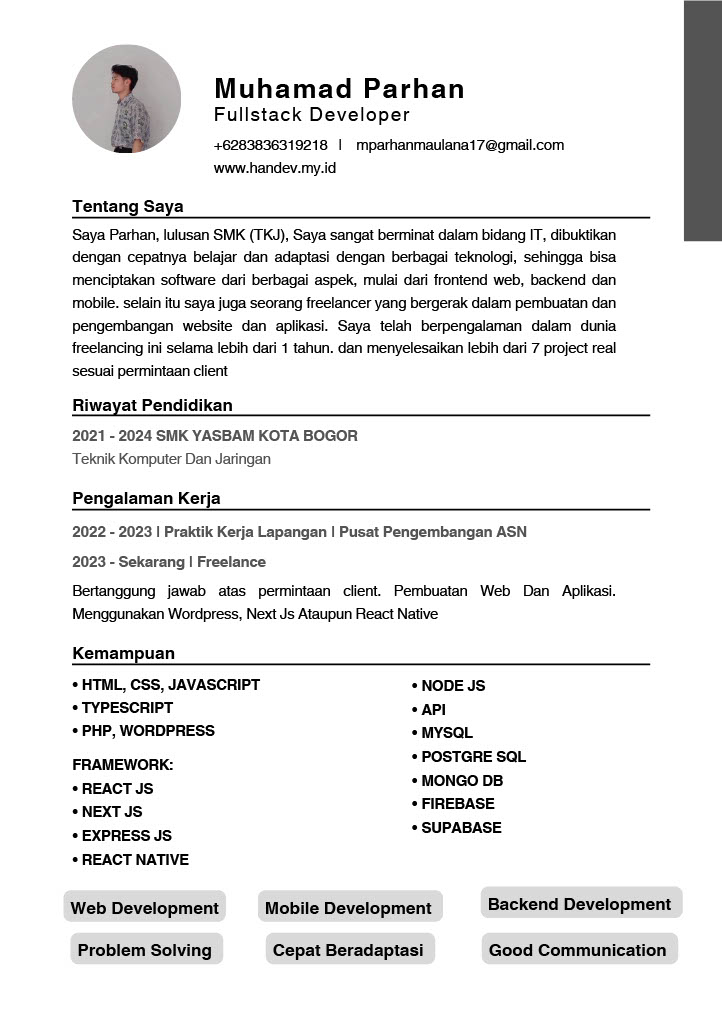 Muhamad Parhan
Fullstack Developer
+6283836319218 | mparhanmaulana17@gmail.com
www.handev.my.id
Tentang Saya
Saya Parhan, lulusan SMK (TKJ), Saya sangat berminat dalam bidang IT, dibuktikan
dengan cepatnya belajar dan adaptasi dengan berbagai teknologi, sehingga bisa
menciptakan software dari berbagai aspek, mulai dari frontend web, backend dan
mobile. selain itu saya juga seorang freelancer yang bergerak dalam pembuatan dan
pengembangan website dan aplikasi. Saya telah berpengalaman dalam dunia
freelancing ini selama lebih dari 1 tahun. dan menyelesaikan lebih dari 7 project real
sesuai permintaan client
Riwayat Pendidikan
2021 - 2024 SMK YASBAM KOTA BOGOR
Teknik Komputer Dan Jaringan
Pengalaman Kerja
2022 - 2023 | Praktik Kerja Lapangan | Pusat Pengembangan ASN
2023 - Sekarang | Freelance
Bertanggung jawab atas permintaan client. Pembuatan Web Dan Aplikasi.
Menggunakan Wordpress, Next Js Ataupun React Native
Kemampuan
• HTML, CSS, JAVASCRIPT
• TYPESCRIPT
• PHP, WORDPRESS
FRAMEWORK:
• REACT JS
• NEXT JS
• EXPRESS JS
• REACT NATIVE
• NODE JS
• API
• MYSQL
• POSTGRE SQL
• MONGO DB
• FIREBASE
• SUPABASE
Web Development
Mobile Development
Backend Development
Problem Solving
Cepat Beradaptasi
Good Communication